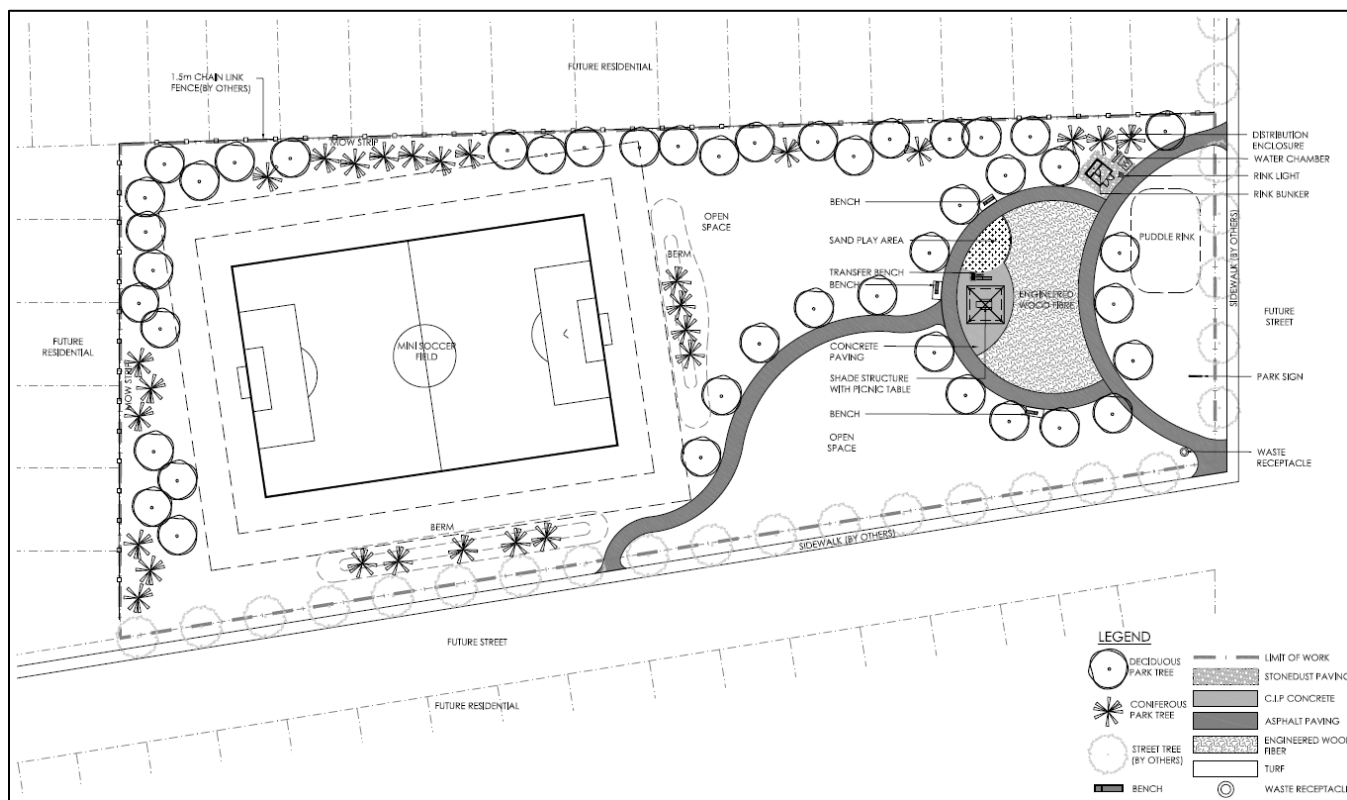 FUTURE RESIDENTIAL
1.5m CHAIN LINK
FENCE(BY OTHERS)
MOW STRIP
DISTRIBUTION
ENCLOSURE
WATER CHAMBER
RINK LIGHT
RINK BUNKER
BENCH
OPEN
SPACE
SAND PLAY AREA
PUDDLE RINK
SIDEWALK (BY OTHERS)
BERM
TRANSFER BENCH
BENCH
ENGINEERED
WOOD FIBRE
FUTURE
STREET
FUTURE
RESIDENTIAL
MOW STRIP
MINI SOCCER
FIELD
CONCRETE
PAVING
SHADE STRUCTURE
WITH PICNIC TABLE
PARK SIGN
BENCH
OPEN
SPACE
WASTE
RECEPTACLE
BERM
SIDEWALK (BY OTHERS)
FUTURE STREET
FUTURE RESIDENTIAL
LEGEND
DECIDUOUS
PARK TREE
CONIFEROUS
PARK TREE
STREET TREE
(BY OTHERS)
BENCH
LIMIT OF WORK
STONEDUST PAVING
C.I.P CONCRETE
ASPHALT PAVING
ENGINEERED WOOD
FIBER
TURF
WASTE RECEPTACLE